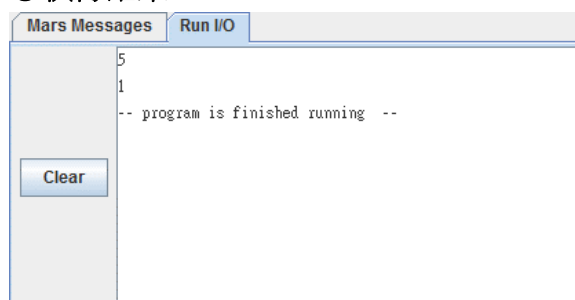 Mars Messages Run I/O
5
1
-- program is finished running --
Clear